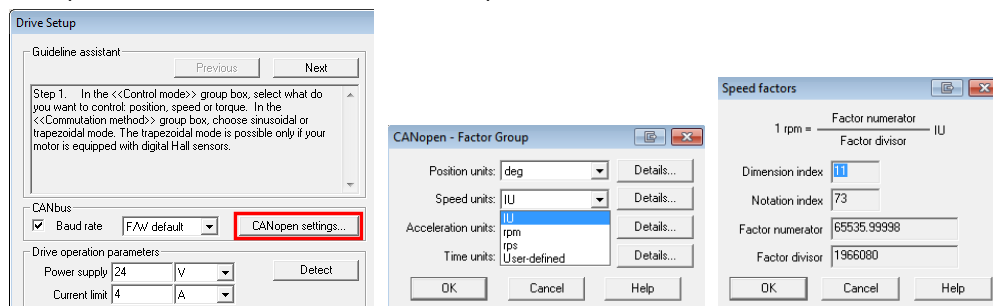 Drive Setup
Guideline assistant
Previous
Next
Step 1. In the <<Control mode>> group box, select what do
you want to control: position, speed or torque. In the
<<Commutation method>> group box, choose sinusoidal or
trapezoidal mode. The trapezoidal mode is possible only if your
motor is equipped with digital Hall sensors.
CANbus
Baud rate
F/W default
CANopen settings...
Drive operation parameters
Power supply 24 V
Detect
Current limit 4 A
CANopen - Factor Group
Position units: deg Details...
Speed units: IU Details...
IU
rpm
rps
User-defined
Acceleration units: Details...
Time units: Details...
OK Cancel Help
Speed factors
Factor numerator
1 rpm = IU
Factor divisor
Dimension index 11
Notation index 73
Factor numerator 65535.99998
Factor divisor 1966080
OK Cancel Help